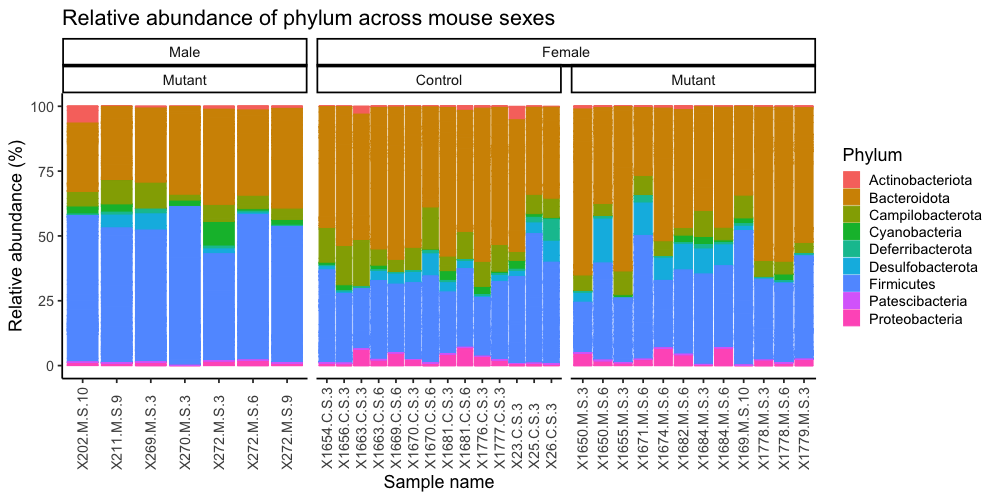 Relative abundance of phylum across mouse sexes
Male
Female
Mutant
Control
Mutant
Relative abundance (%)
100
75
50
25
0
X202.M.S.10
X211.M.S.9
X269.M.S.3
X270.M.S.3
X272.M.S.3
X272.M.S.6
X272.M.S.9
X1654.C.S.3
X1656.C.S.3
X1663.C.S.3
X1663.C.S.6
X1669.C.S.6
X1670.C.S.3
X1670.C.S.6
X1681.C.S.3
X1681.C.S.6
X1776.C.S.3
X1777.C.S.3
X23.C.S.3
X25.C.S.3
X26.C.S.3
X1650.M.S.3
X1650.M.S.6
X1655.M.S.3
X1671.M.S.6
X1674.M.S.6
X1682.M.S.6
X1684.M.S.3
X1684.M.S.6
X169.M.S.10
X1778.M.S.3
X1778.M.S.6
X1779.M.S.3
Sample name
Phylum
Actinobacteriota
Bacteroidota
Campilobacterota
Cyanobacteria
Deferribacterota
Desulfobacterota
Firmicutes
Patescibacteria
Proteobacteria